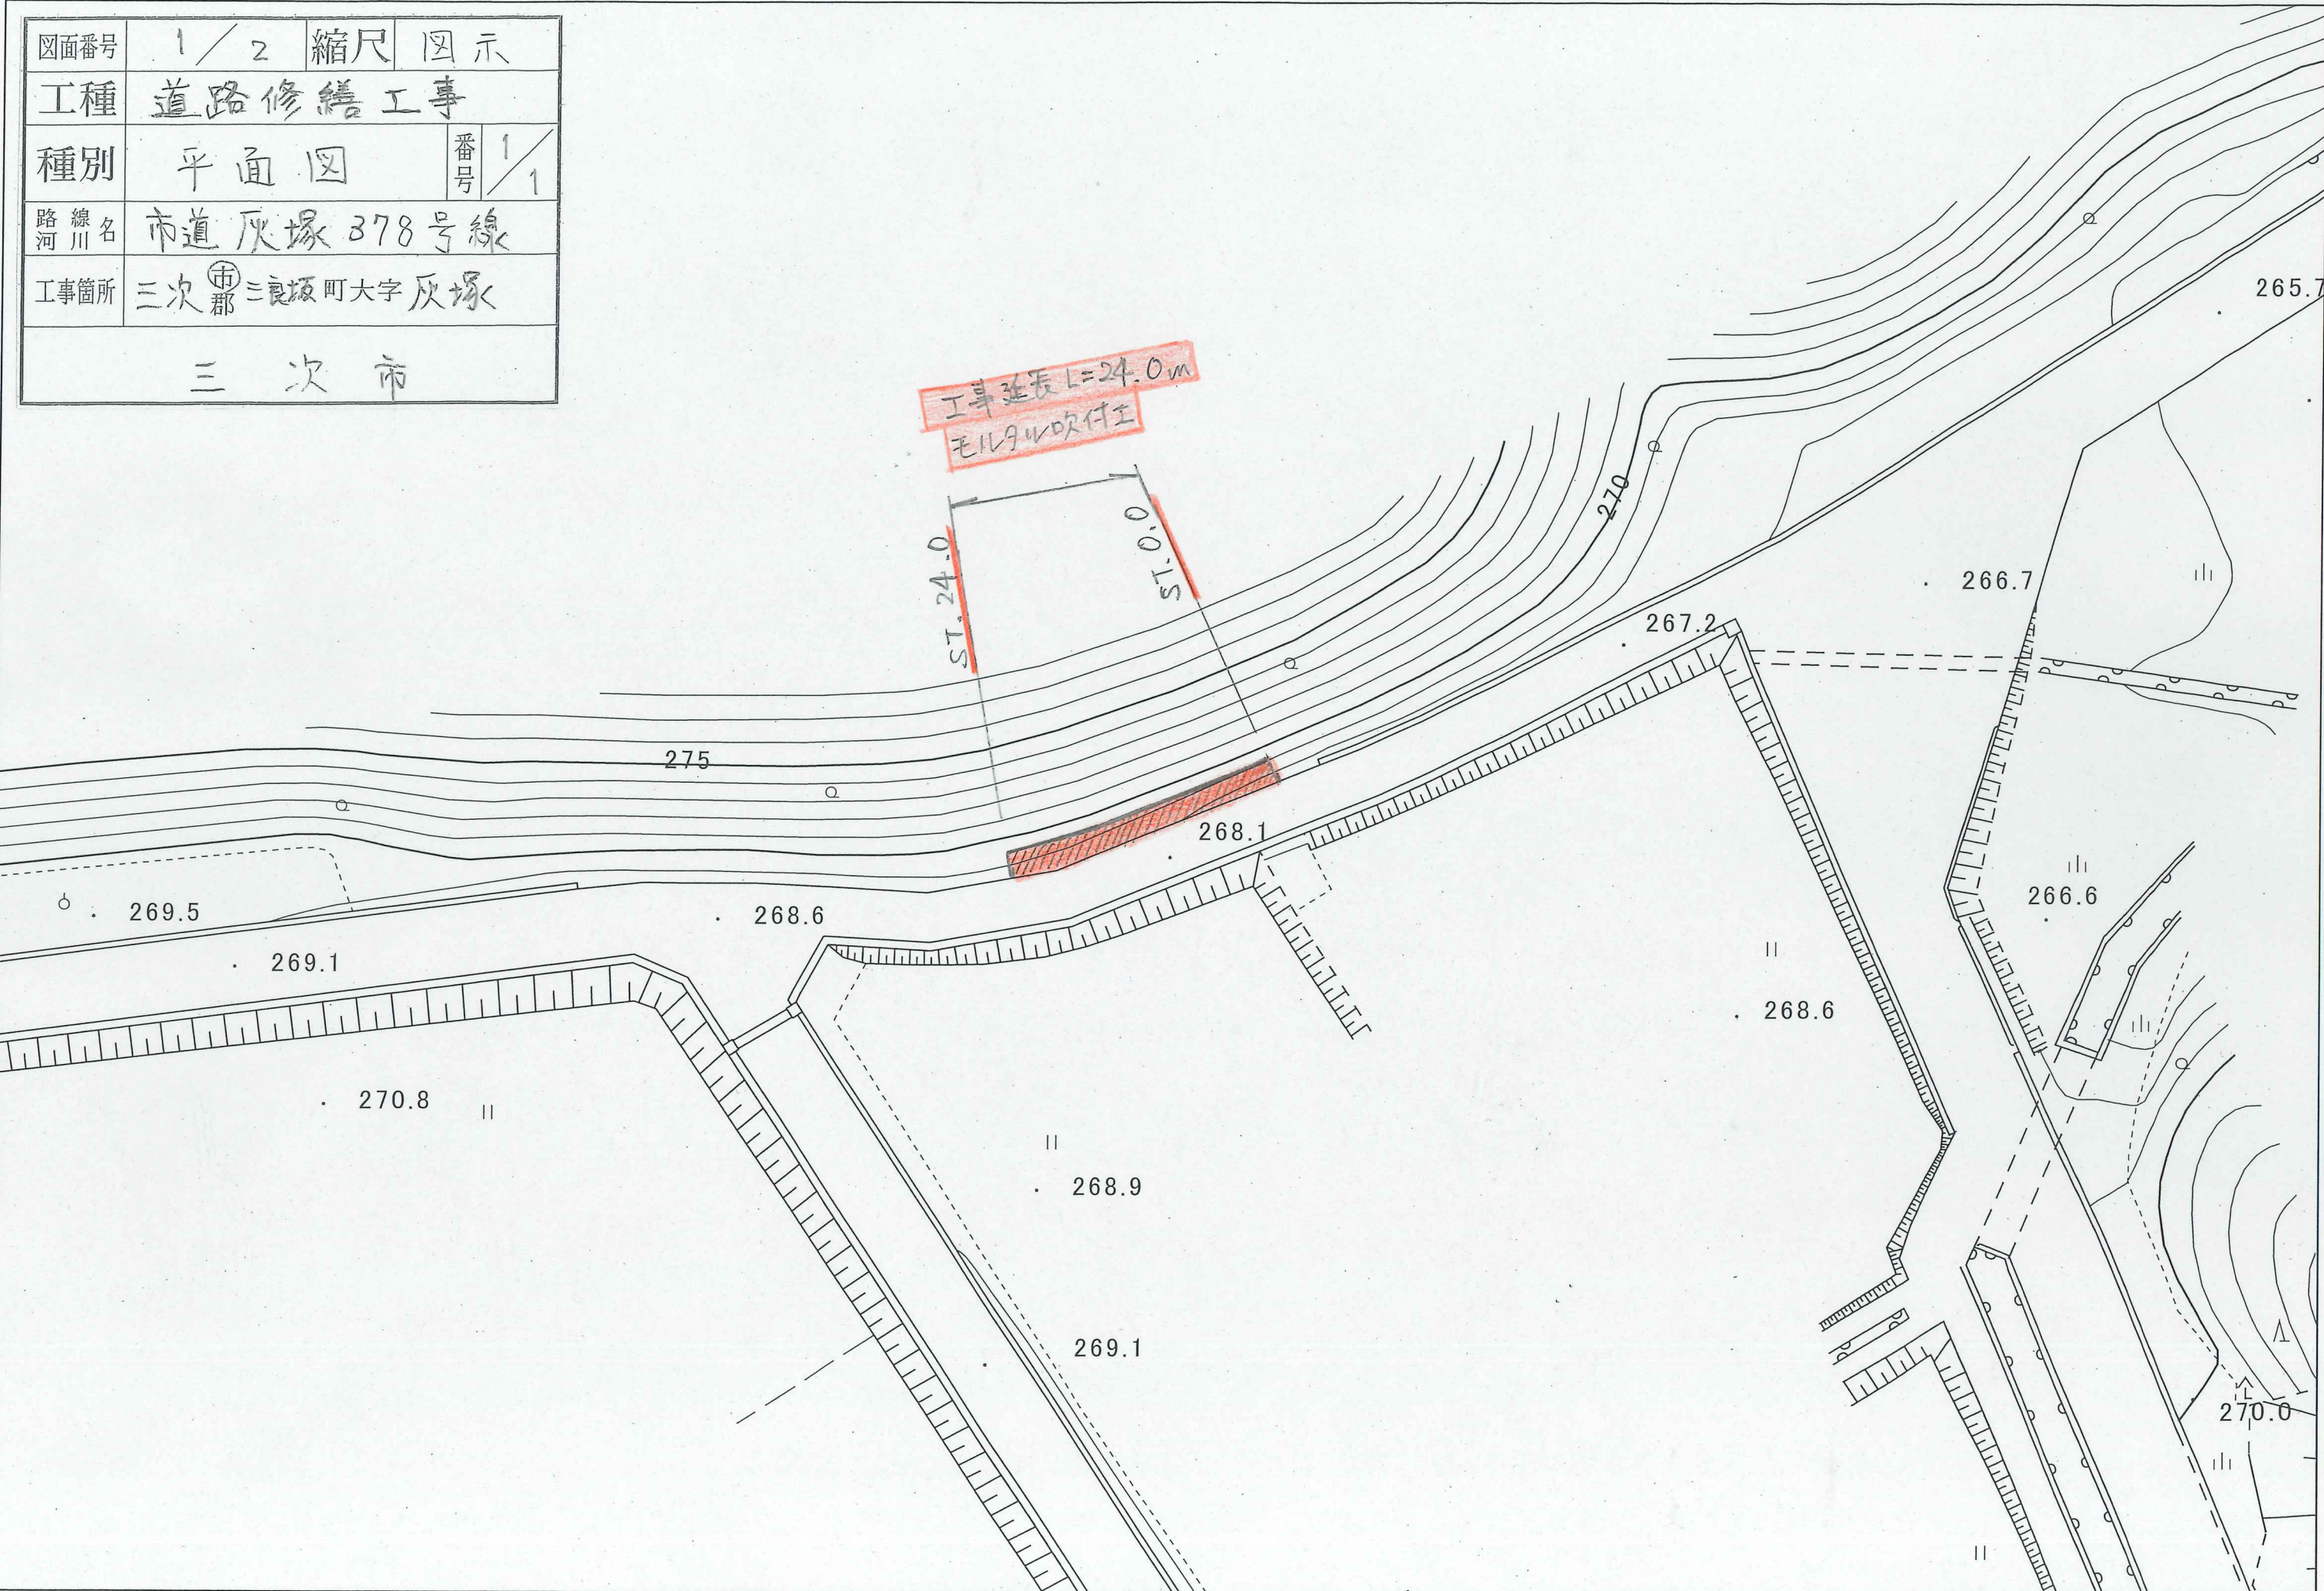 図面番号 1/2 縮尺 図示
工種 道路修繕工事
種別 平面図 番号 1/1
路線名 河川 市道 灰塚378号線
工事箇所 三次 市 郡 三良坂 町大字 灰塚
三次市
工事延長 L=24.0m
モルタル吹付工
ST.24.0
ST.0.0
265.7
270
266.7
267.2
275
268.1
266.6
269.5
268.6
269.1
268.6
270.8
268.9
269.1
270.0